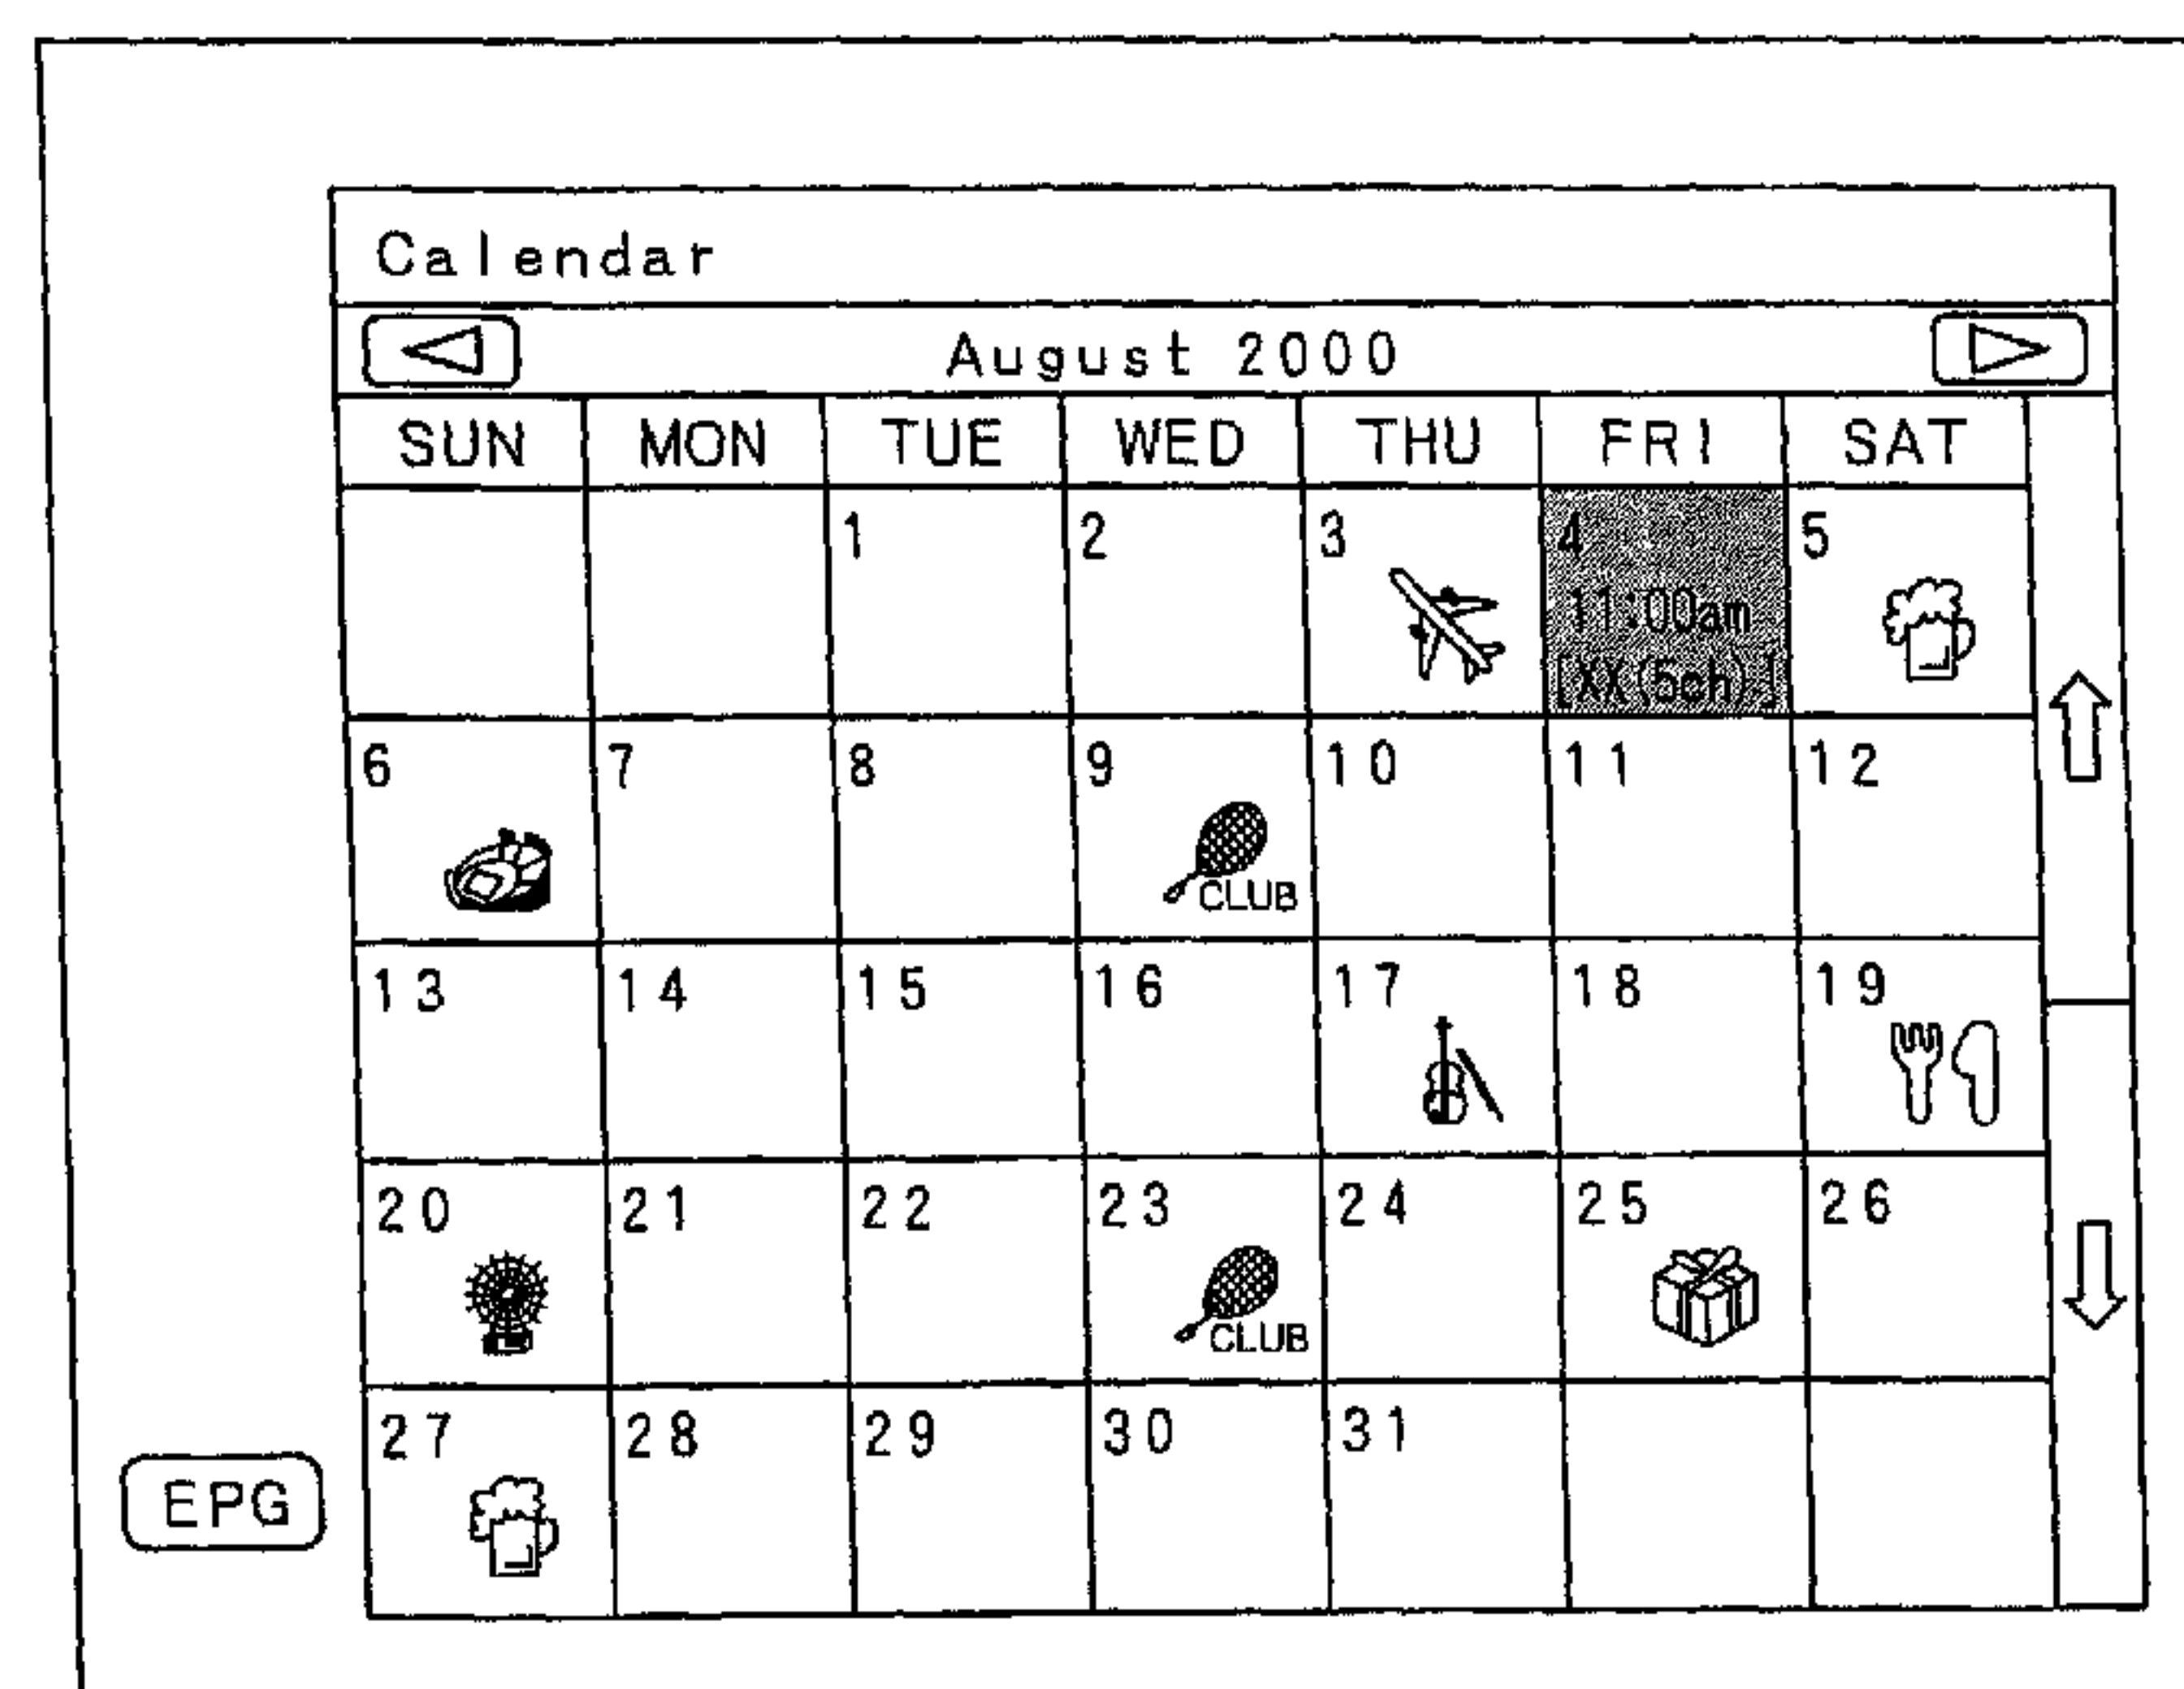 Calendar
August 2000
SUN MON TUE WED THU FRI SAT
1 2 3 4 5
11:00am
[XX(5ch).]
6 7 8 9 10 11 12
CLUB
13 14 15 16 17 18 19
20 21 22 23 24 25 26
CLUB
27 28 29 30 31
EPG